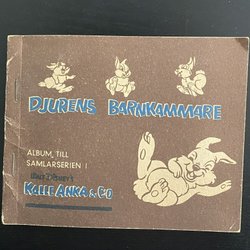 DJURENS BARNKAMMARE
ALBUM, TILL
SAMLARSERIEN I
WALT DISNEY'S
KALLE ANKA & CO